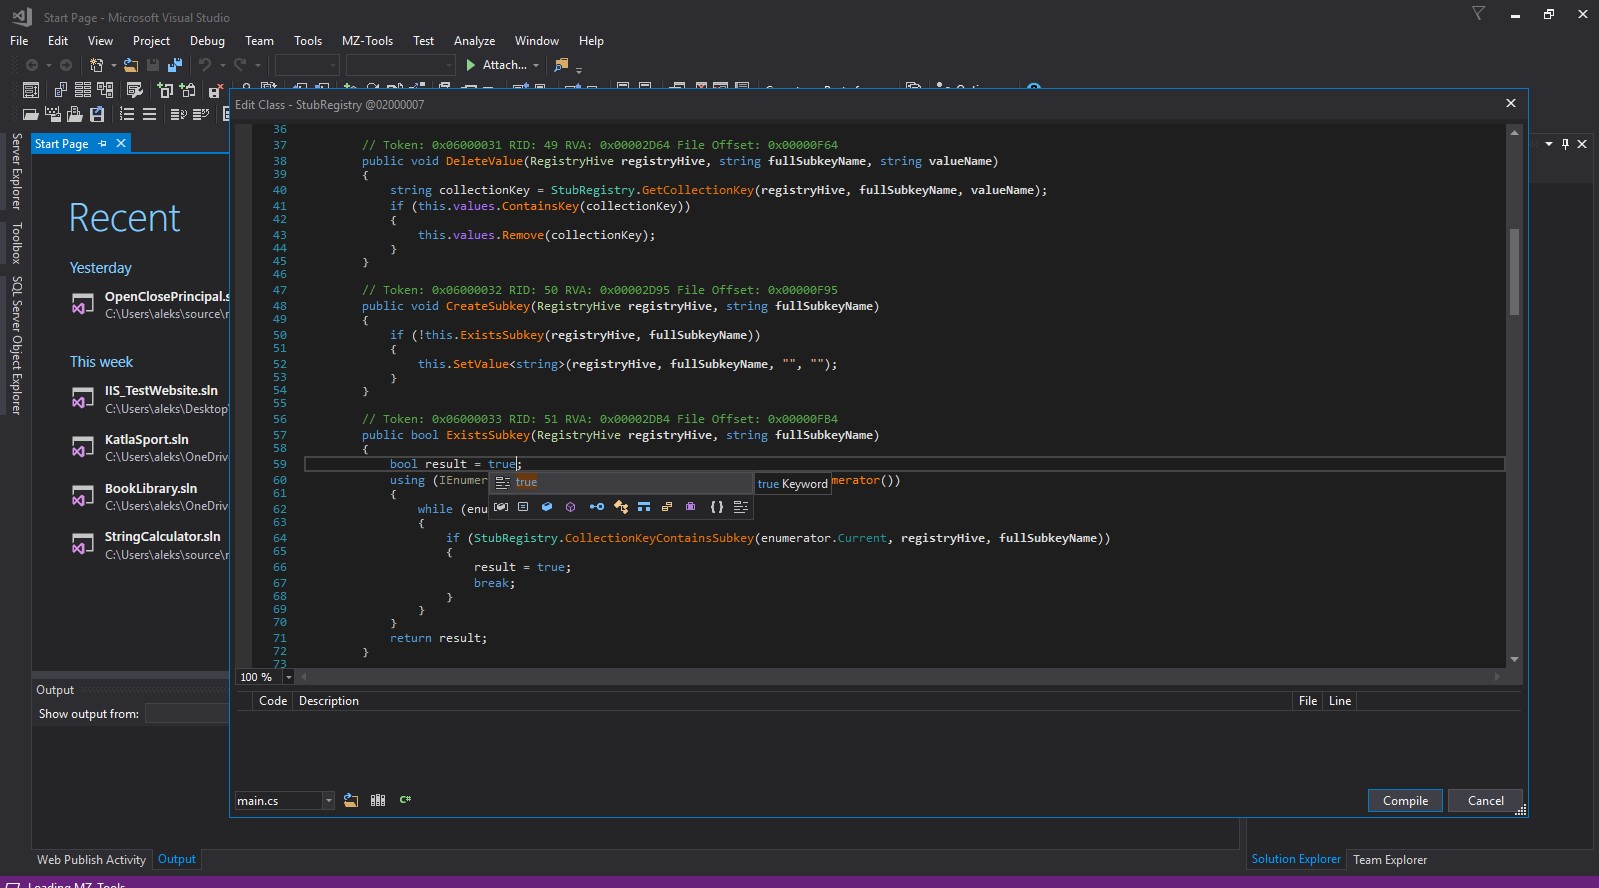 Start Page - Microsoft Visual Studio
File Edit View Project Debug Team Tools MZ-Tools Test Analyze Window Help
Attach...
Edit Class - StubRegistry @02000007
Server Explorer
Toolbox
SQL Server Object Explorer
Start Page
Recent
Yesterday
OpenClosePrincipal.s
C:\Users\aleks\source\r
This week
IIS_TestWebsite.sln
C:\Users\aleks\Desktop\
KatlaSport.sln
C:\Users\aleks\OneDriv
BookLibrary.sln
C:\Users\aleks\OneDriv
StringCalculator.sln
C:\Users\aleks\source\r
36
37 // Token: 0x06000031 RID: 49 RVA: 0x00002D64 File Offset: 0x00000F64
38 public void DeleteValue(RegistryHive registryHive, string fullSubkeyName, string valueName)
39 {
40 string collectionKey = StubRegistry.GetCollectionKey(registryHive, fullSubkeyName, valueName);
41 if (this.values.ContainsKey(collectionKey))
42 {
43 this.values.Remove(collectionKey);
44 }
45 }
46
47 // Token: 0x06000032 RID: 50 RVA: 0x00002D95 File Offset: 0x00000F95
48 public void CreateSubkey(RegistryHive registryHive, string fullSubkeyName)
49 {
50 if (!this.ExistsSubkey(registryHive, fullSubkeyName))
51 {
52 this.SetValue<string>(registryHive, fullSubkeyName, "", "");
53 }
54 }
55
56 // Token: 0x06000033 RID: 51 RVA: 0x00002DB4 File Offset: 0x00000FB4
57 public bool ExistsSubkey(RegistryHive registryHive, string fullSubkeyName)
58 {
59 bool result = true;
60 using (IEnumer merator())
true
true Keyword
61 {
62 while (enu
63 {
64 if (StubRegistry.CollectionKeyContainsSubkey(enumerator.Current, registryHive, fullSubkeyName))
65 {
66 result = true;
67 break;
68 }
69 }
70 }
71 return result;
72 }
73
100 %
Output
Show output from:
Code Description File Line
main.cs
C#
Compile Cancel
Web Publish Activity Output
Solution Explorer Team Explorer
Loading MZ-Tools